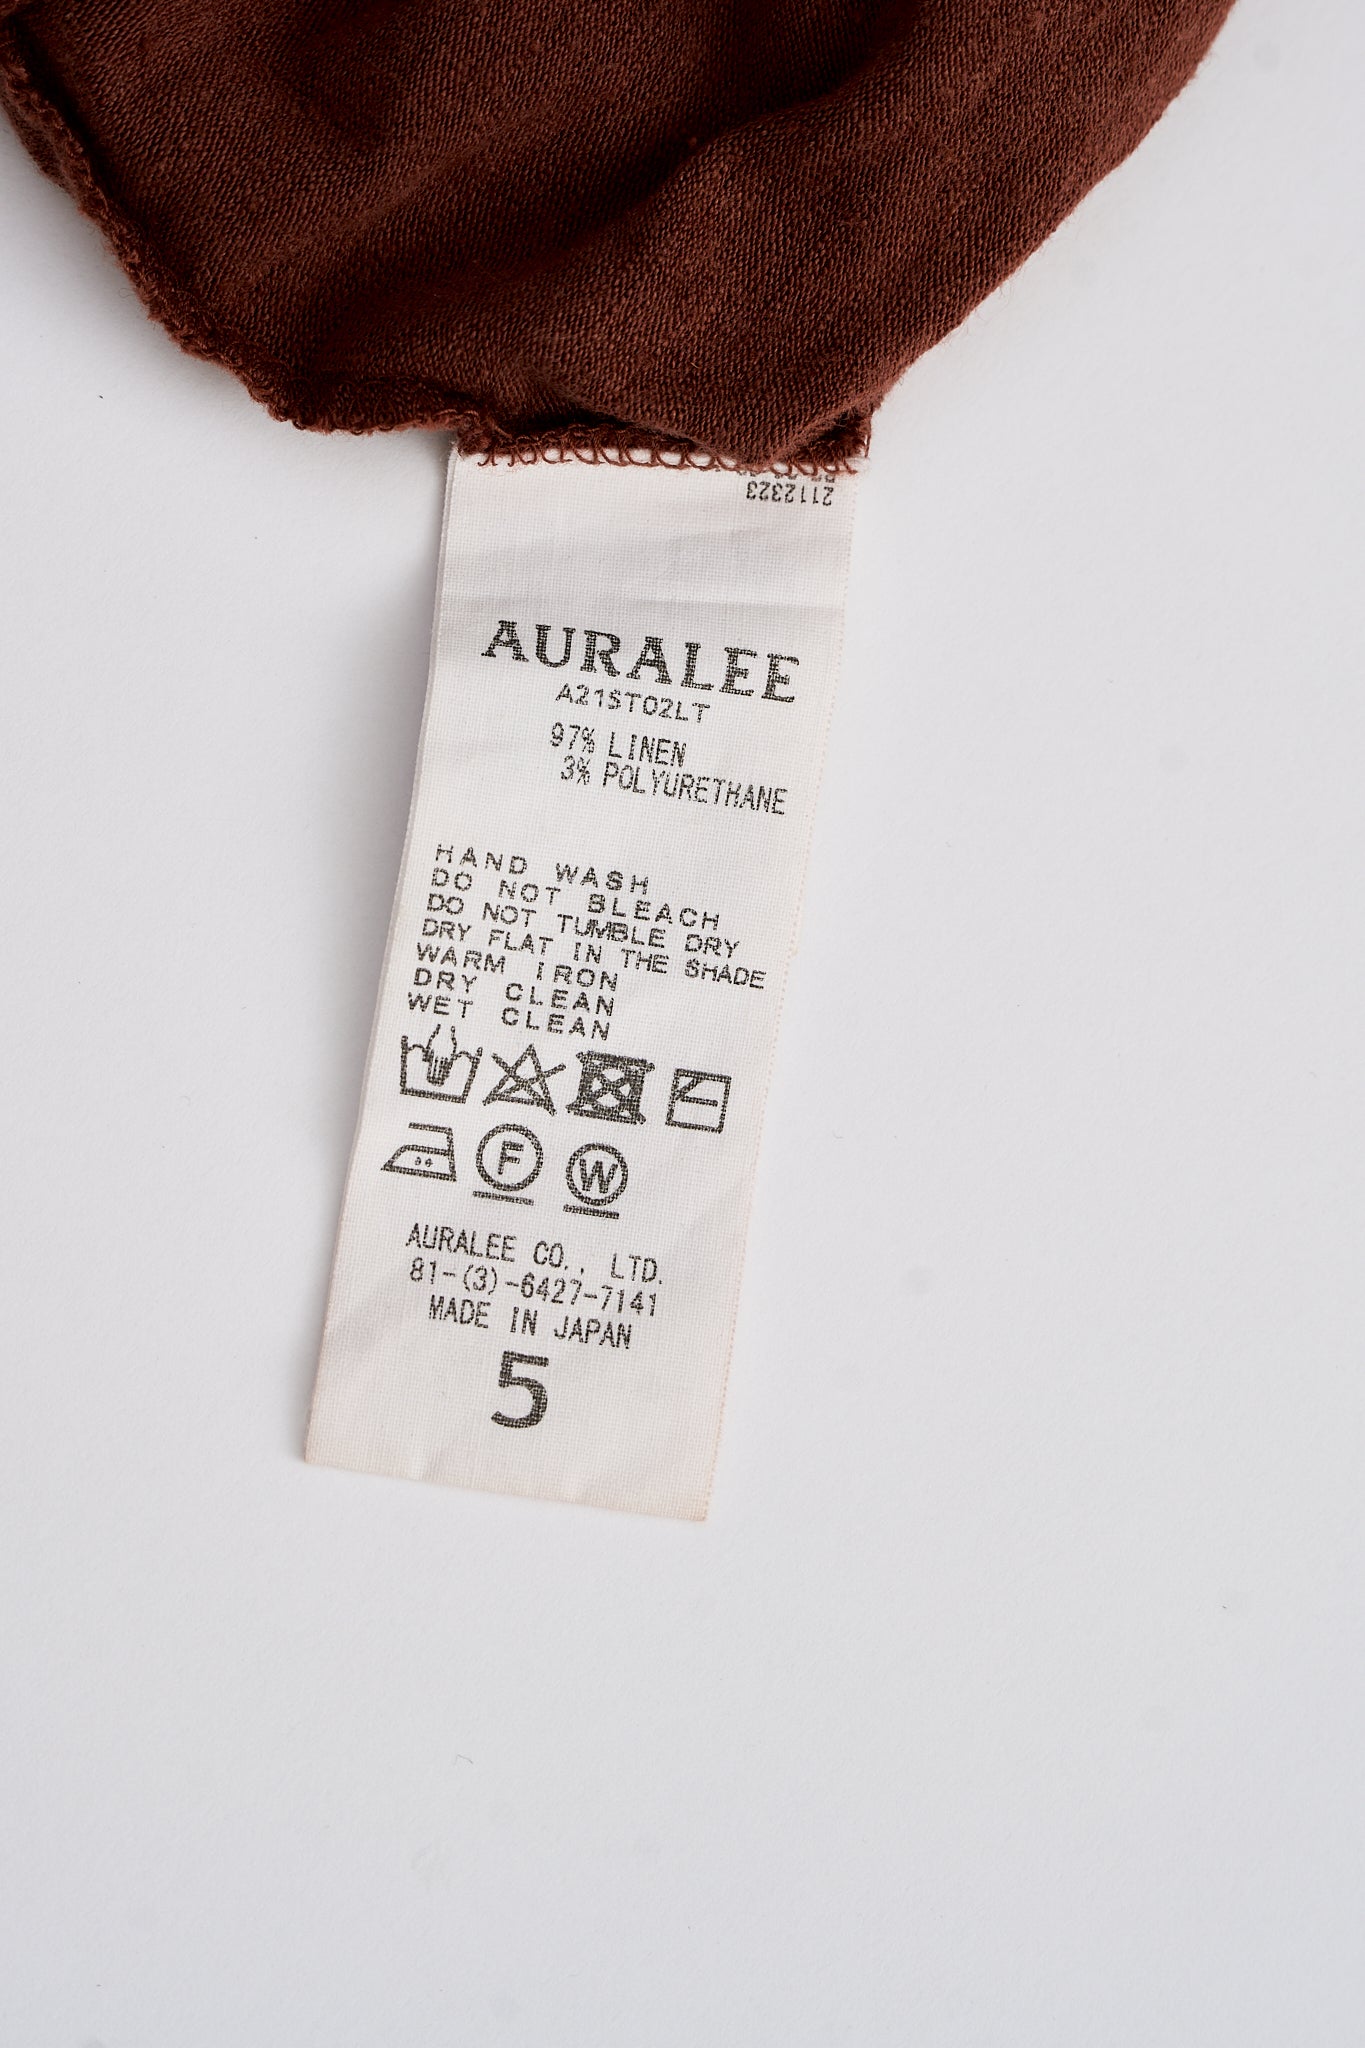 2112323
AURALEE
A21ST02LT
97% LINEN
3% POLYURETHANE
HAND WASH
DO NOT BLEACH
DO NOT TUMBLE DRY
DRY FLAT IN THE SHADE
WARM IRON
DRY CLEAN
WET CLEAN
F W
AURALEE CO., LTD.
81-(3)-6427-7141
MADE IN JAPAN
5